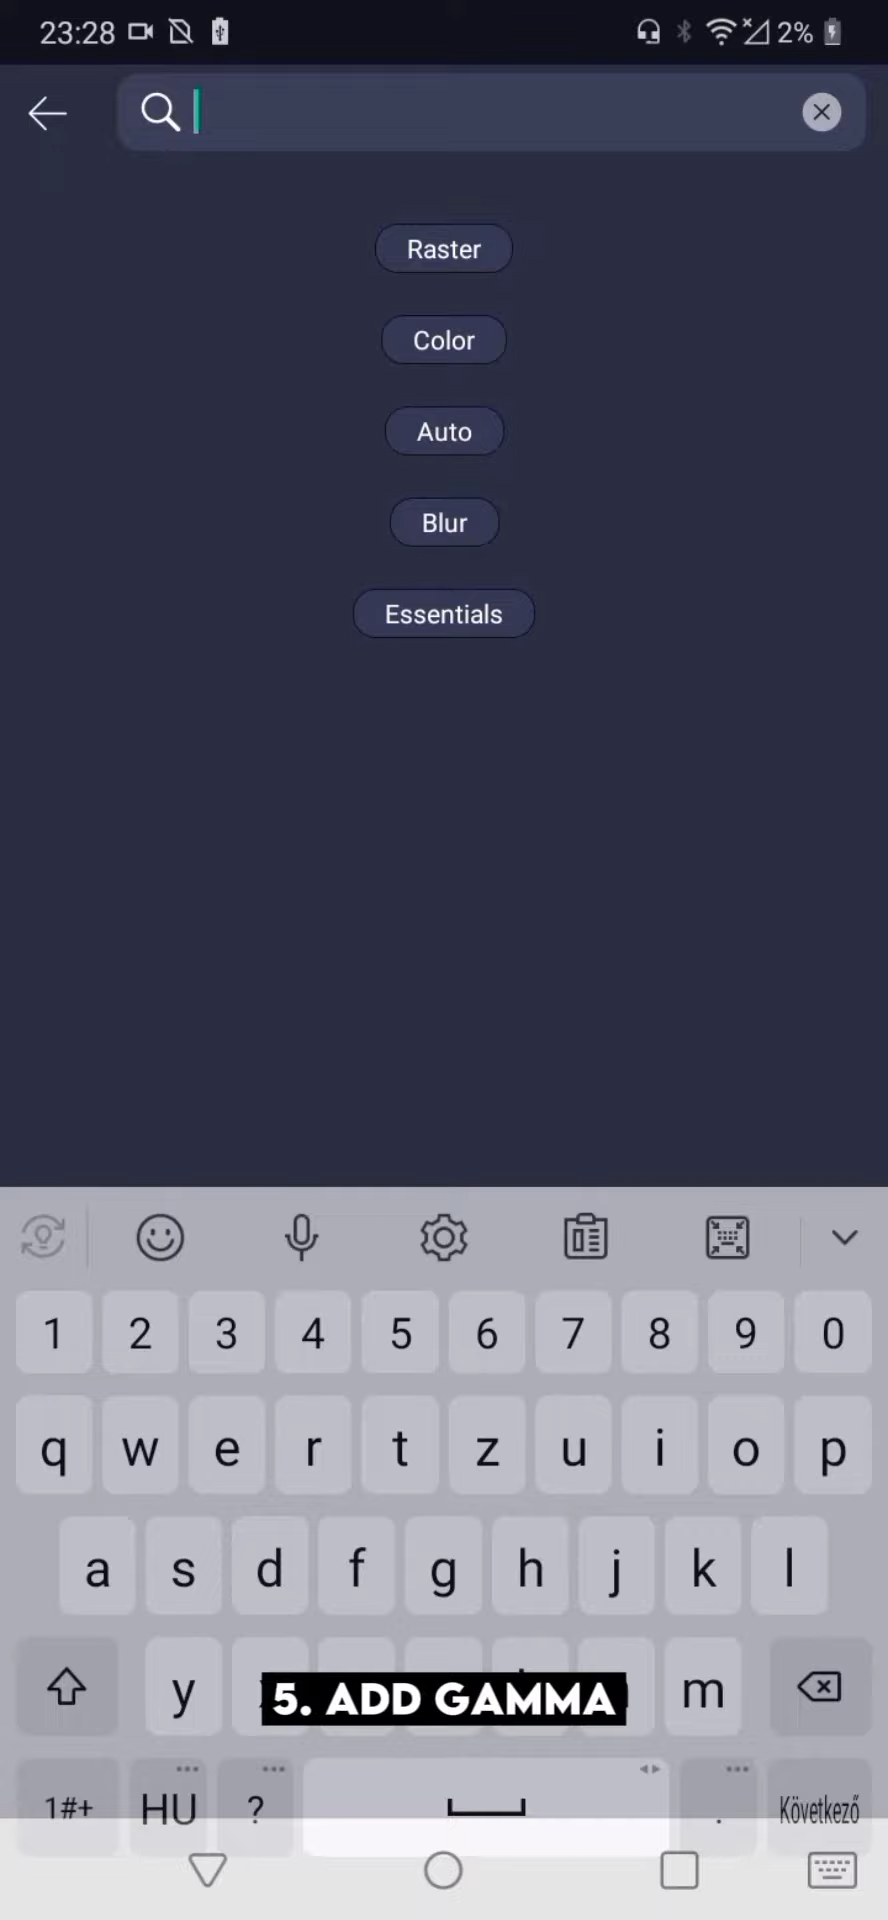 23:28
2%
Raster
Color
Auto
Blur
Essentials
1 2 3 4 5 6 7 8 9 0
q w e r t z u i o p
a s d f g h j k l
y m
5. ADD GAMMA
1#+ HU ? . Következő